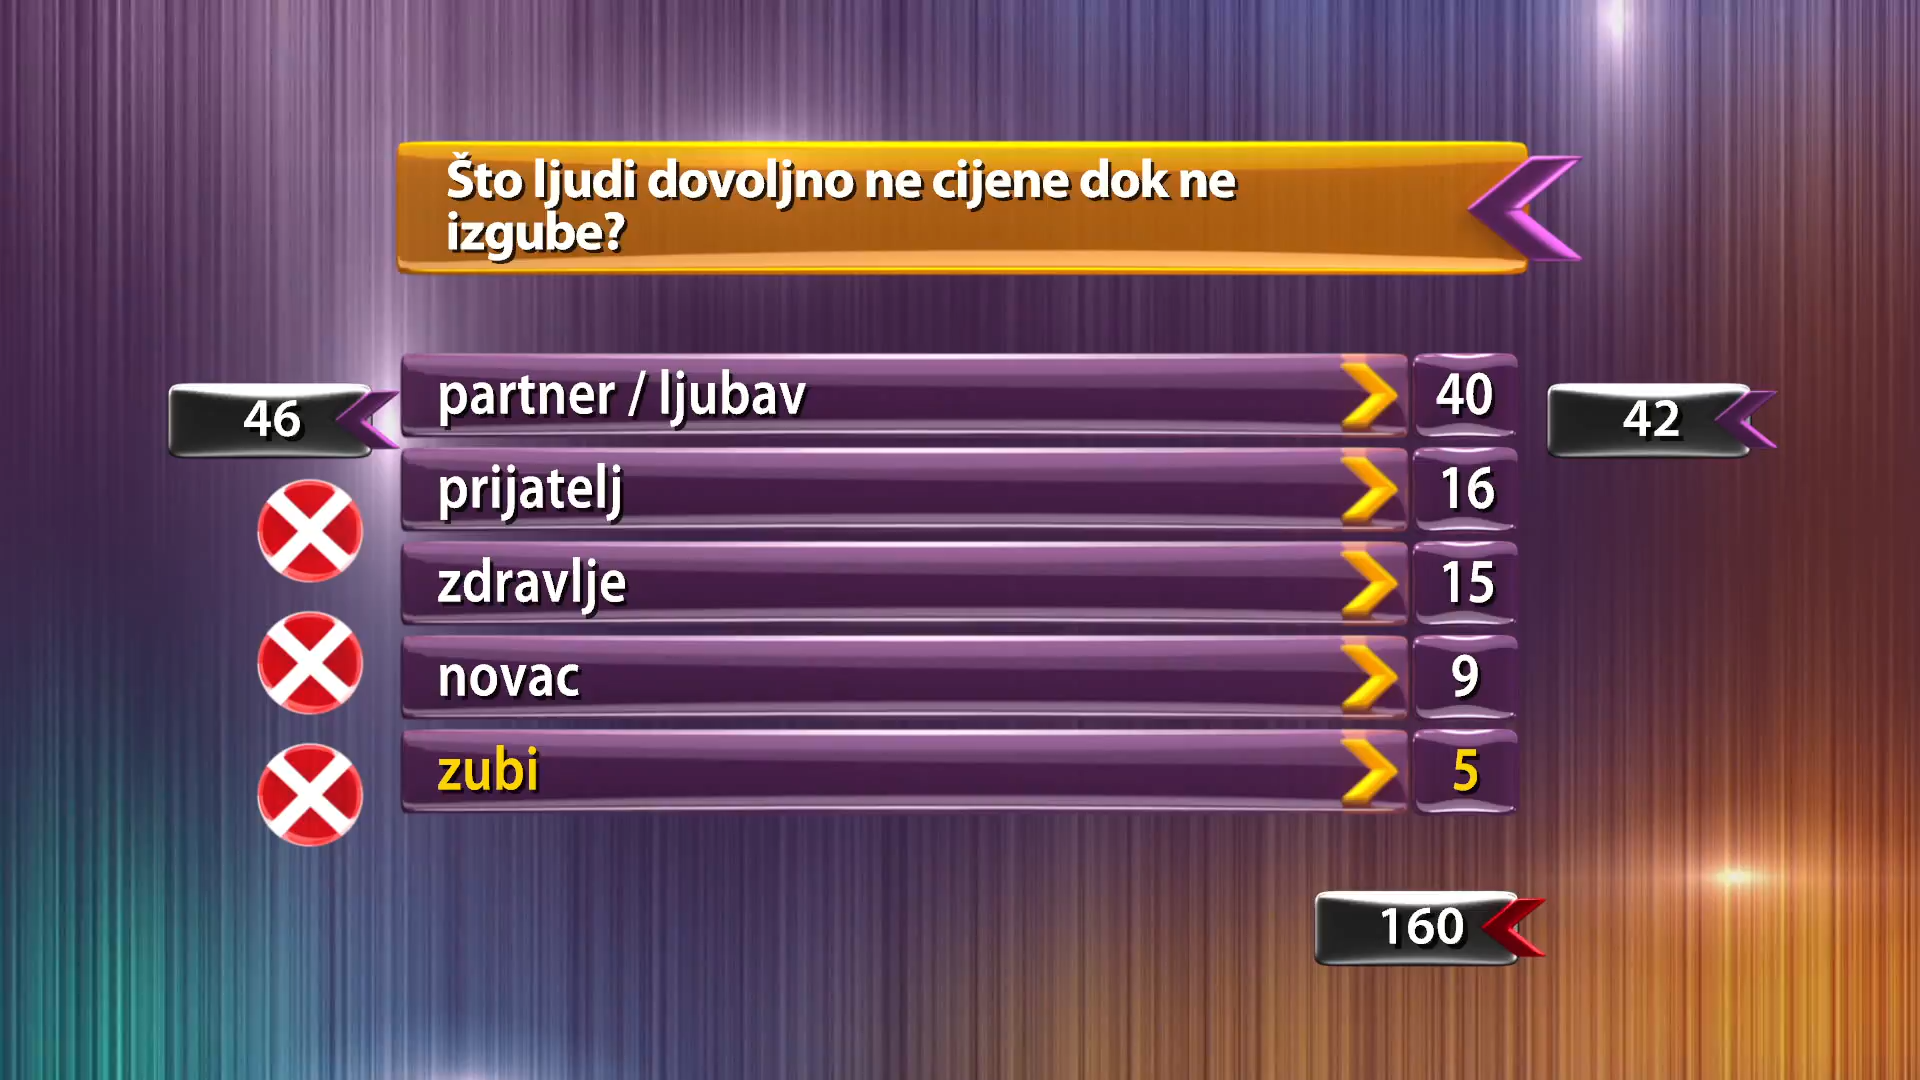 Što ljudi dovoljno ne cijene dok ne
izgube?
46
partner / ljubav 40
42
prijatelj 16
zdravlje 15
novac 9
zubi 5
160